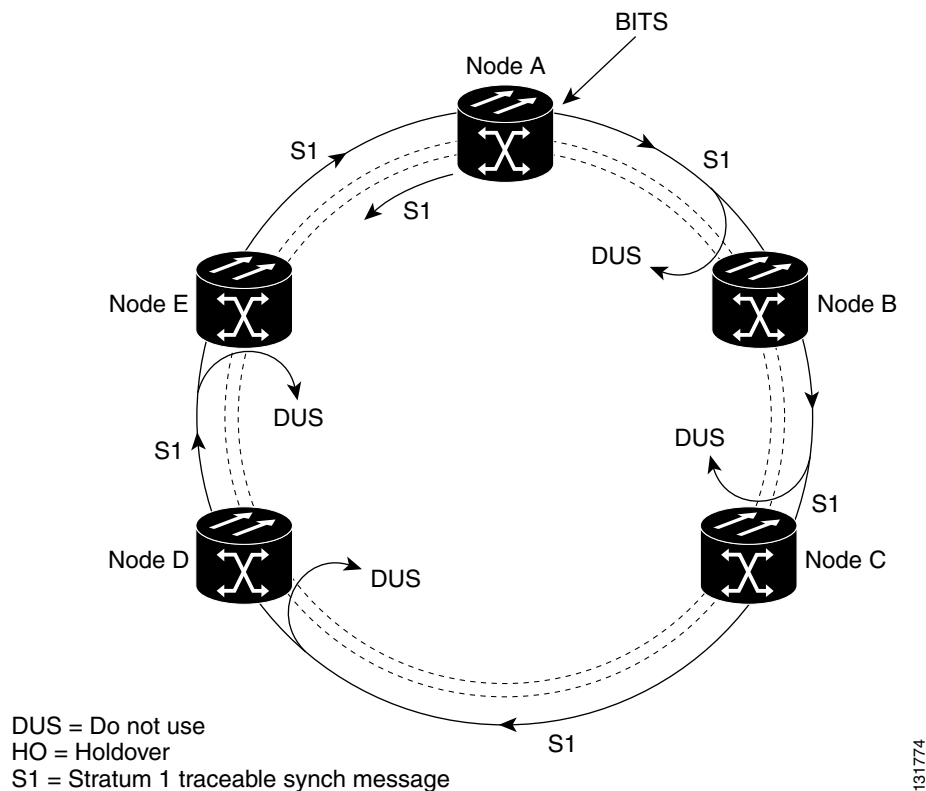 BITS
Node A
S1
S1
S1
DUS
Node E
Node B
DUS
DUS
S1
S1
Node D
DUS
Node C
S1
DUS = Do not use
HO = Holdover
S1 = Stratum 1 traceable synch message
131774